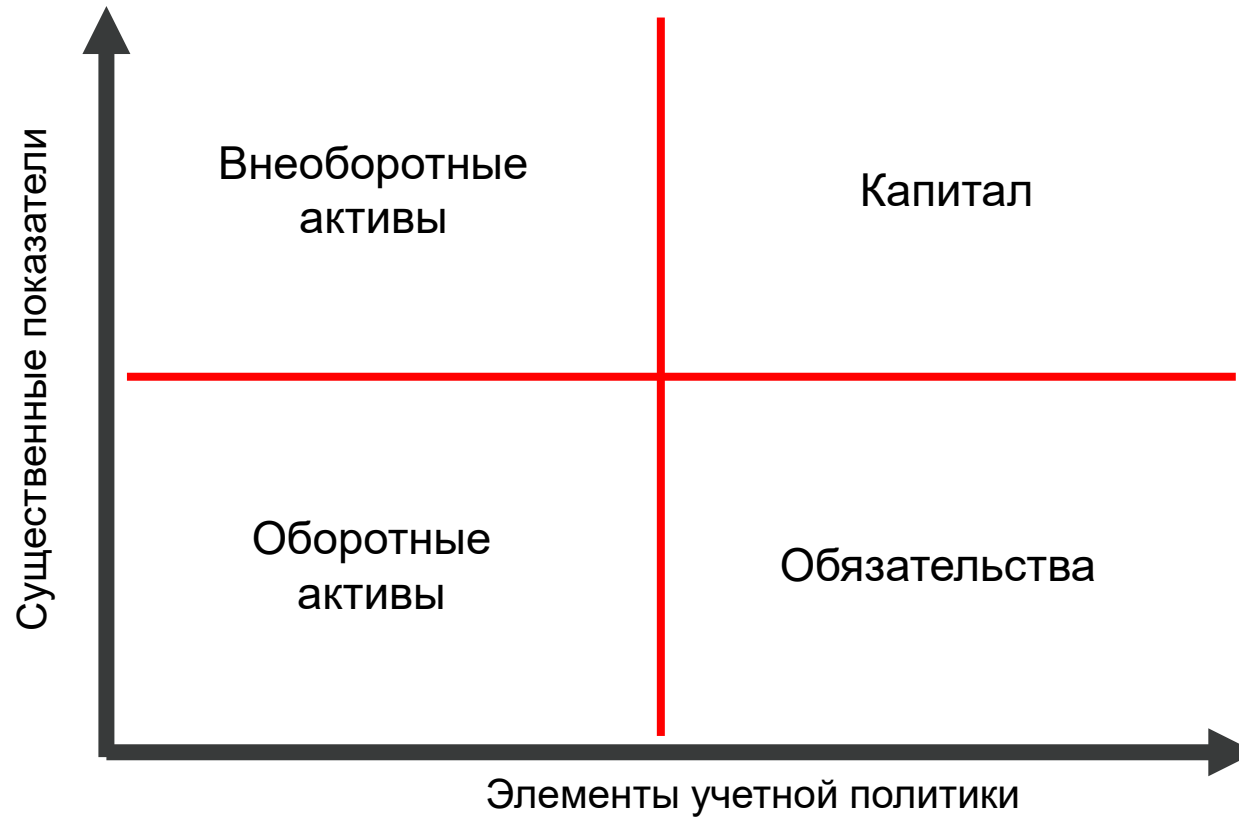 Существенные показатели
Внеоборотные
активы
Капитал
Оборотные
активы
Обязательства
Элементы учетной политики